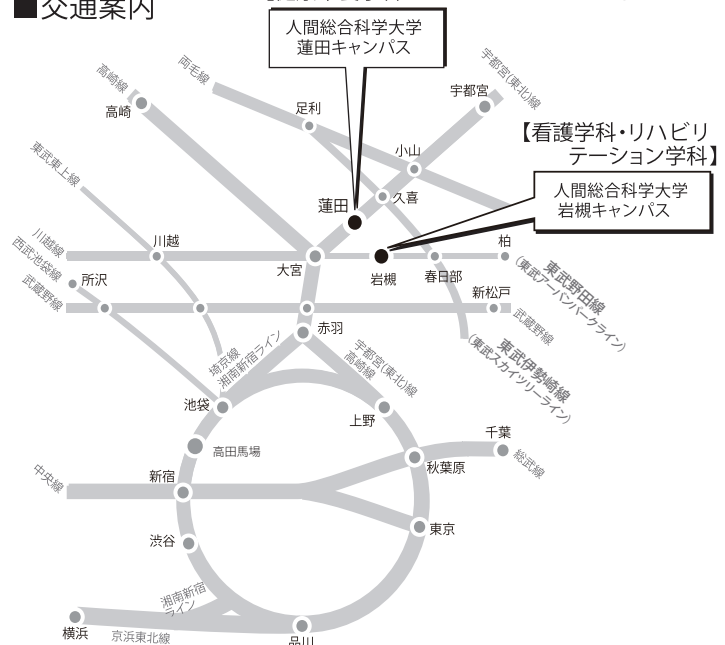 ■交通案内
人間総合科学大学
蓮田キャンパス
両毛線
高崎線
高崎
足利
宇都宮
宇都宮(東北)線
【看護学科・リハビリ
テーション学科】
小山
東武東上線
久喜
人間総合科学大学
岩槻キャンパス
蓮田
川越線
川越
大宮
岩槻
春日部
柏
東武野田線
(東武アーバンパークライン)
西武池袋線
所沢
武蔵野線
新松戸
武蔵野線
赤羽
埼京線
湘南新宿ライン
宇都宮(東北)線
高崎線
東武伊勢崎線
(東武スカイツリーライン)
池袋
上野
高田馬場
千葉
総武線
中央線
新宿
秋葉原
渋谷
東京
湘南新宿
ライン
横浜
京浜東北線
品川